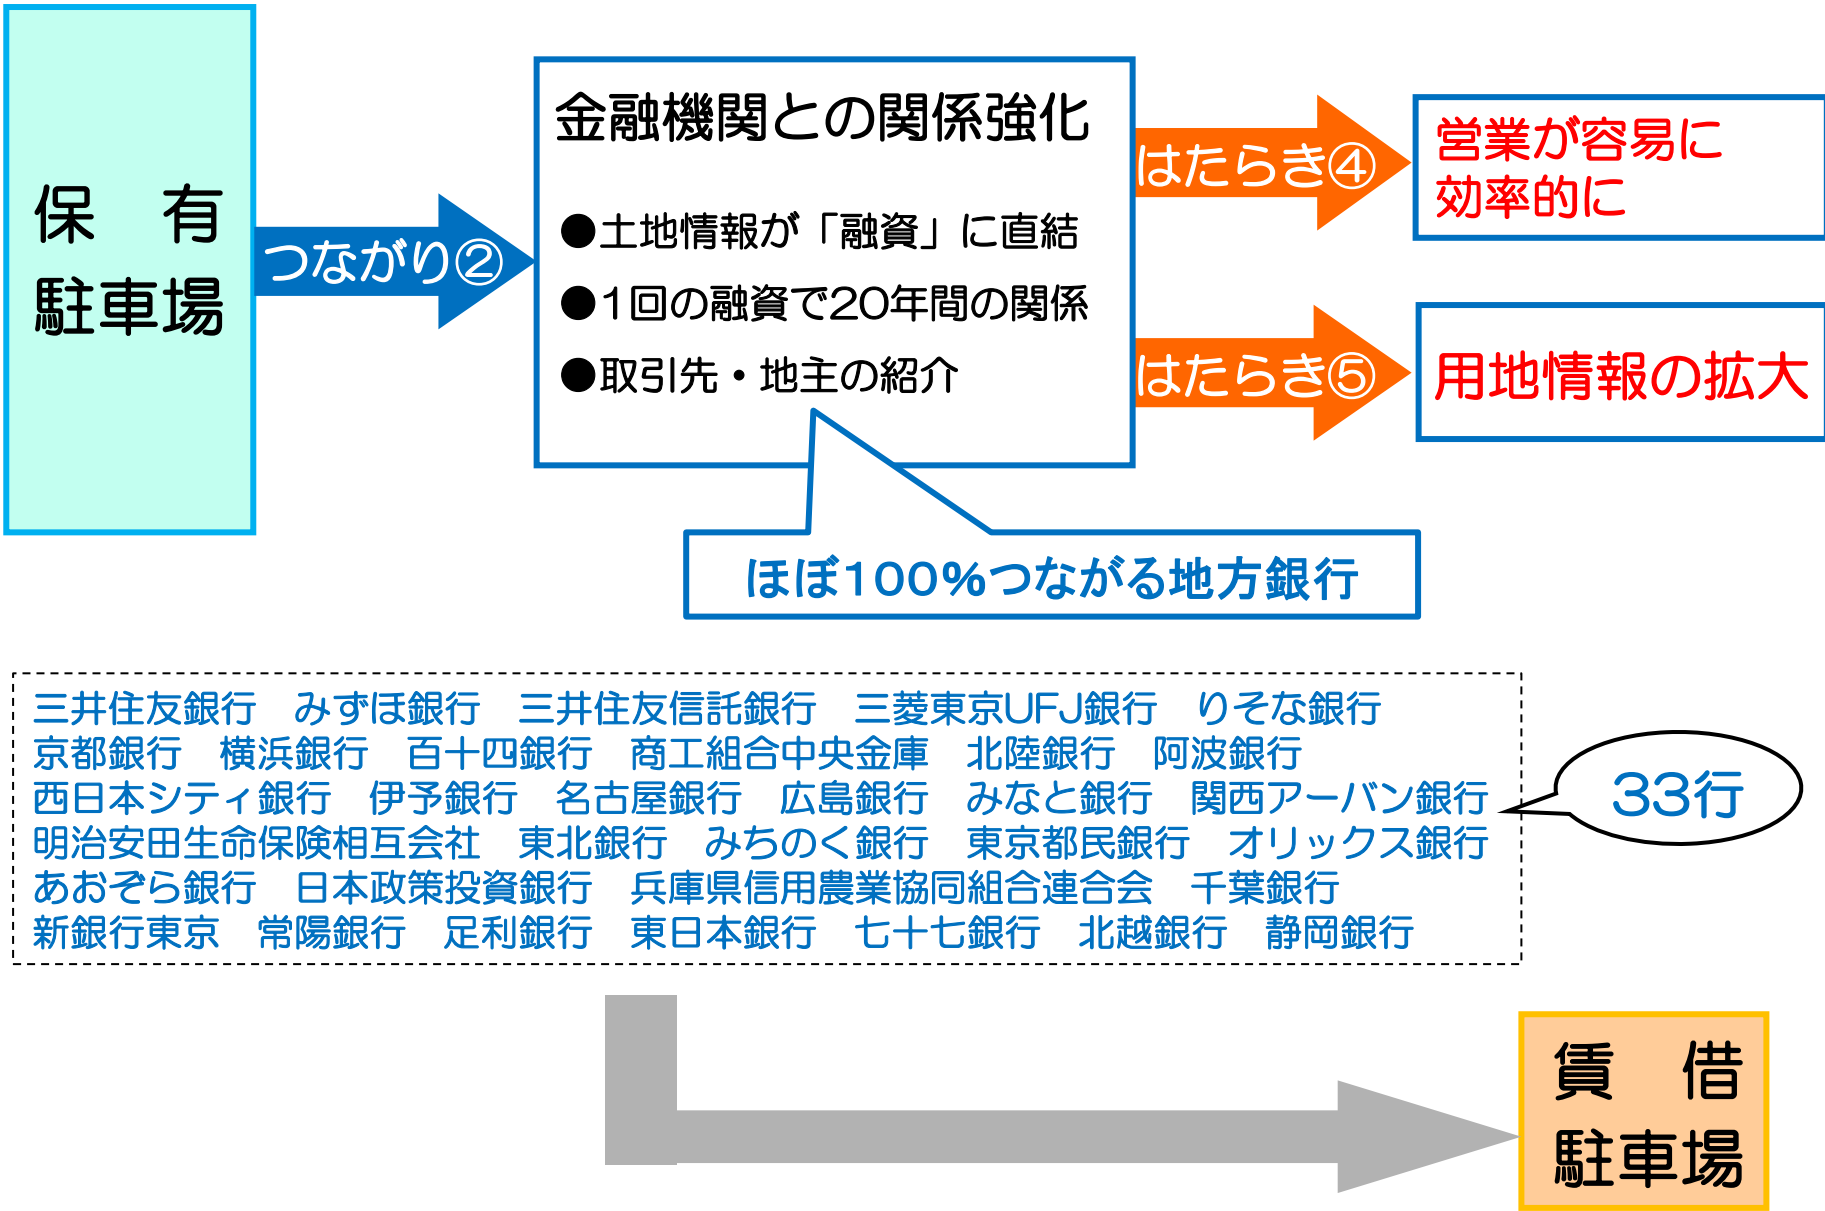 保　有
駐車場
つながり②
金融機関との関係強化
●土地情報が「融資」に直結
●1回の融資で20年間の関係
●取引先・地主の紹介
はたらき④
営業が容易に
効率的に
はたらき⑤
用地情報の拡大
ほぼ100%つながる地方銀行
三井住友銀行　みずほ銀行　三井住友信託銀行　三菱東京UFJ銀行　りそな銀行
京都銀行　横浜銀行　百十四銀行　商工組合中央金庫　北陸銀行　阿波銀行
西日本シティ銀行　伊予銀行　名古屋銀行　広島銀行　みなと銀行　関西アーバン銀行
明治安田生命保険相互会社　東北銀行　みちのく銀行　東京都民銀行　オリックス銀行
あおぞら銀行　日本政策投資銀行　兵庫県信用農業協同組合連合会　千葉銀行
新銀行東京　常陽銀行　足利銀行　東日本銀行　七十七銀行　北越銀行　静岡銀行
33行
賃　借
駐車場